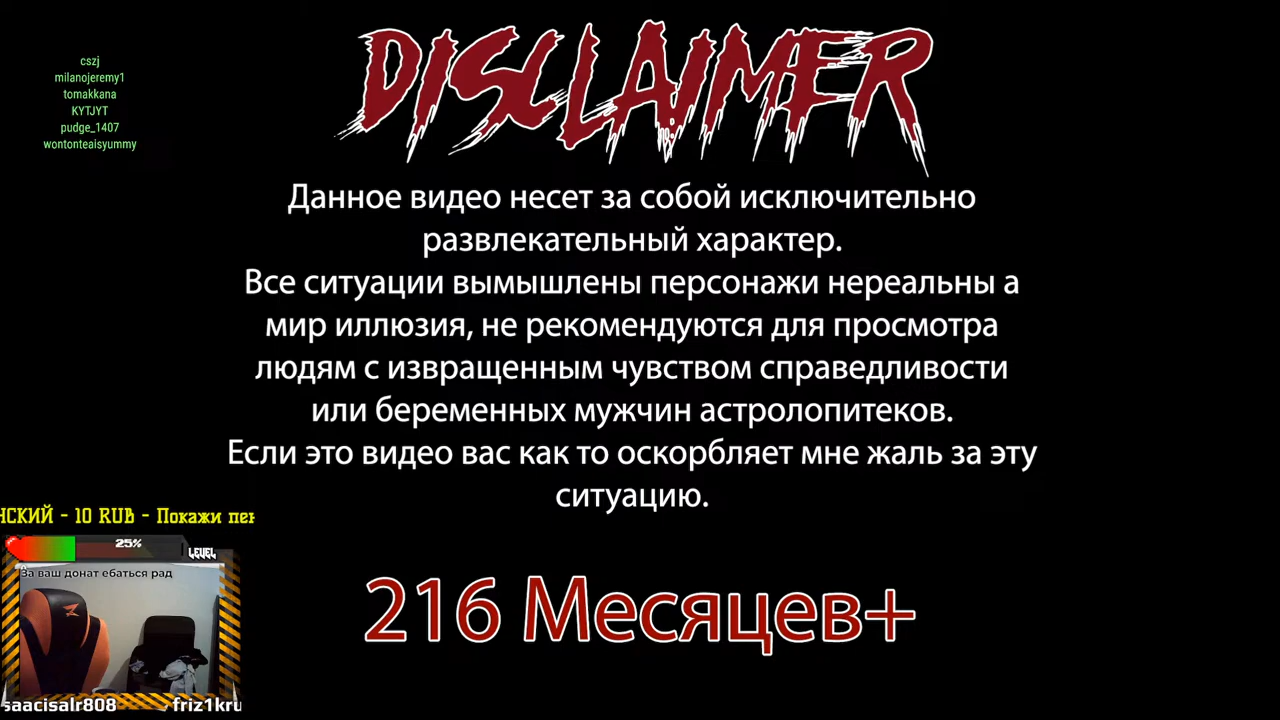 DISCLAIMER
cszj
milanojeremy1
tomakkana
KYTJYT
pudge_1407
wontonteaisyummy
Данное видео несет за собой исключительно
развлекательный характер.
Все ситуации вымышлены персонажи нереальны а
мир иллюзия, не рекомендуются для просмотра
людям с извращенным чувством справедливости
или беременных мужчин астролопитеков.
Если это видео вас как то оскорбляет мне жаль за эту
ситуацию.
НСКИЙ - 10 RUB - Покажи пен
25%
LEVEL
За ваш донат ебаться рад
216 Месяцев+
saacisalr808
friz1kru